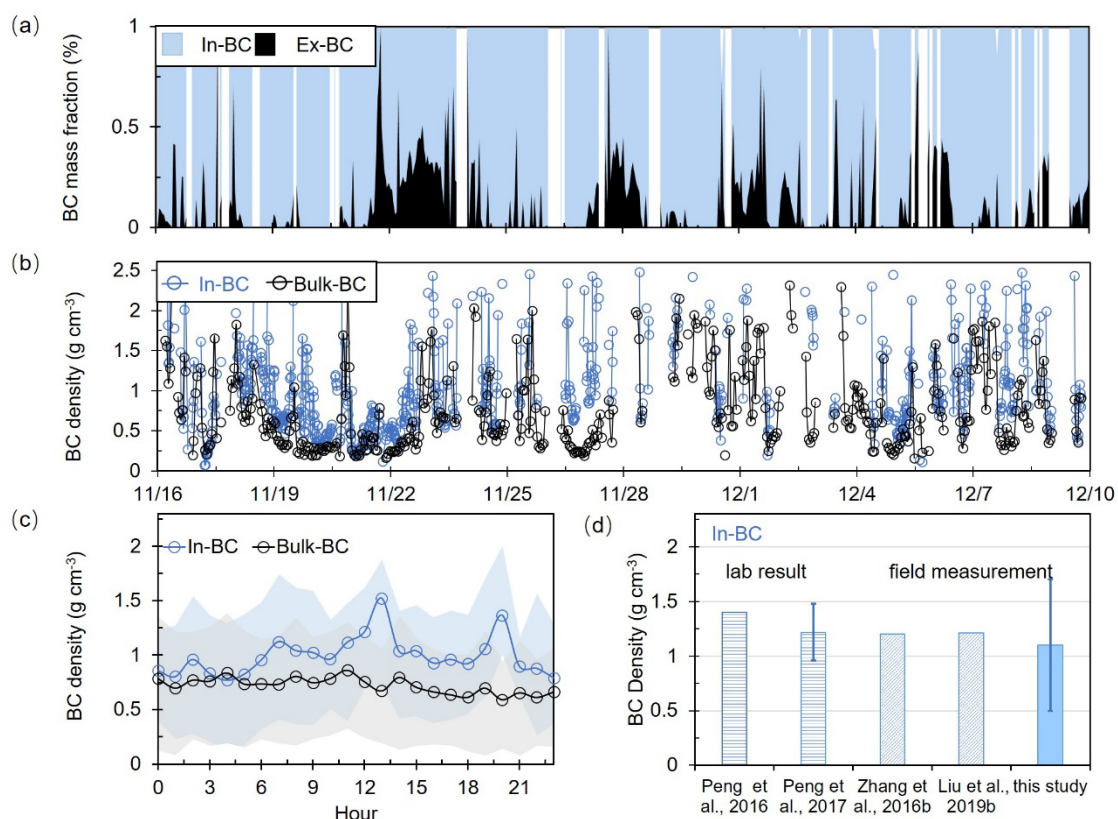 (a)
BC mass fraction (%)
1
0.5
0
In-BC Ex-BC
(b)
BC density (g cm-3)
2.5
2
1.5
1
0.5
0
In-BC Bulk-BC
11/16 11/19 11/22 11/25 11/28 12/1 12/4 12/7 12/10
(c)
BC density (g cm-3)
2
1.5
1
0.5
0
In-BC Bulk-BC
0 3 6 9 12 15 18 21
Hour
(d)
BC Density (g cm-3)
2
1.5
1
0.5
0
In-BC
lab result field measurement
Peng et Peng et Zhang et Liu et al., this study
al., 2016 al., 2017 al., 2016b 2019b